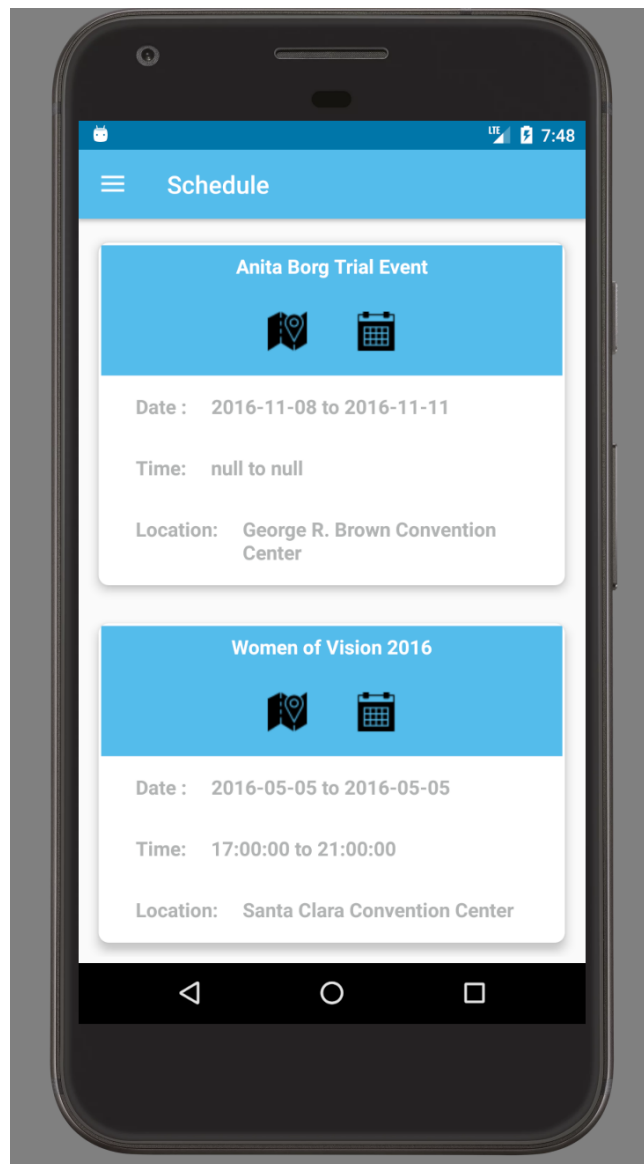 LTE 7:48
Schedule
Anita Borg Trial Event
Date : 2016-11-08 to 2016-11-11
Time: null to null
Location: George R. Brown Convention
Center
Women of Vision 2016
Date : 2016-05-05 to 2016-05-05
Time: 17:00:00 to 21:00:00
Location: Santa Clara Convention Center